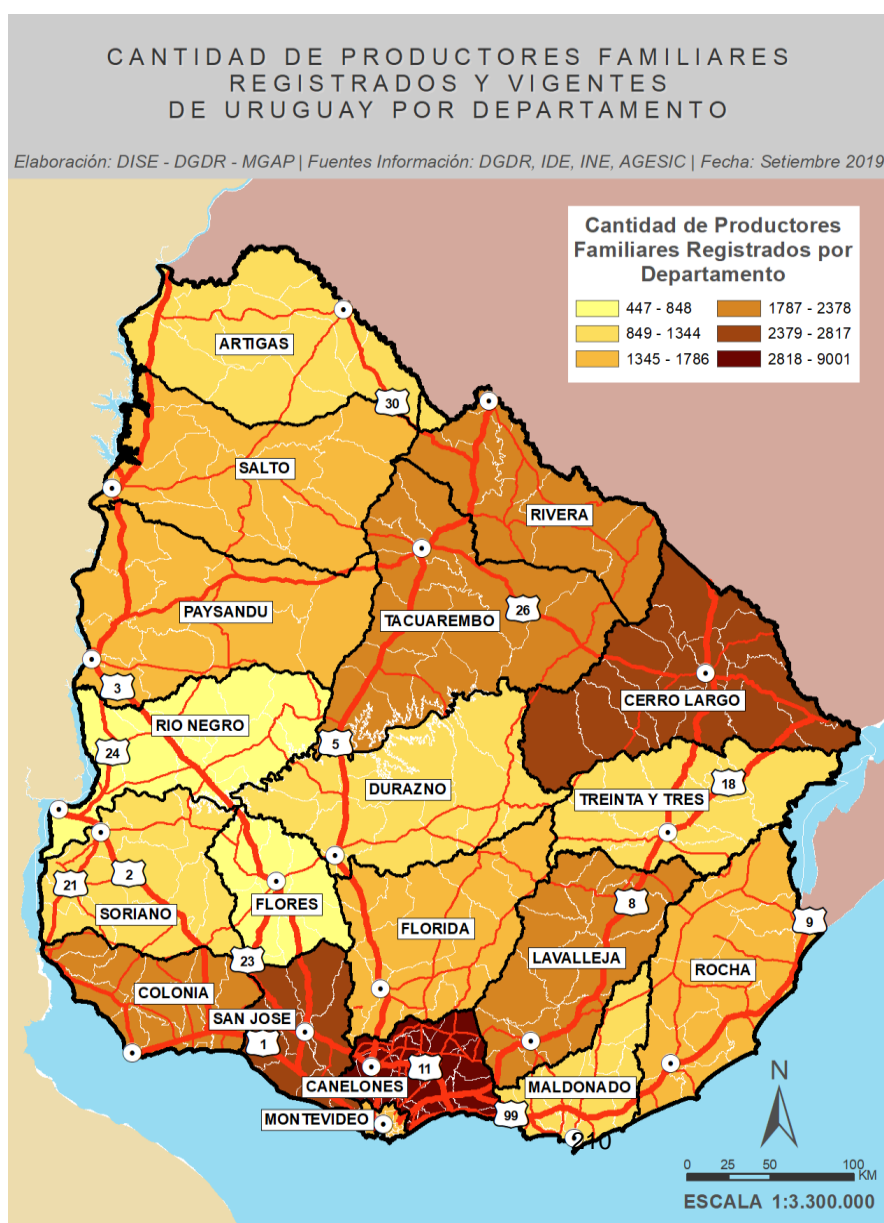 CANTIDAD DE PRODUCTORES FAMILIARES
REGISTRADOS Y VIGENTES
DE URUGUAY POR DEPARTAMENTO
Elaboración: DISE - DGDR - MGAP | Fuentes Información: DGDR, IDE, INE, AGESIC | Fecha: Setiembre 2019
Cantidad de Productores
Familiares Registrados por
Departamento
447 - 848
849 - 1344
1345 - 1786
1787 - 2378
2379 - 2817
2818 - 9001
ARTIGAS
30
SALTO
RIVERA
PAYSANDU
TACUAREMBO
26
3
CERRO LARGO
RIO NEGRO
24
5
DURAZNO
TREINTA Y TRES
18
21
2
SORIANO
FLORES
8
FLORIDA
9
LAVALLEJA
ROCHA
23
COLONIA
SAN JOSE
1
CANELONES
11
MALDONADO
MONTEVIDEO
99
210
N
0 25 50 100
KM
ESCALA 1:3.300.000